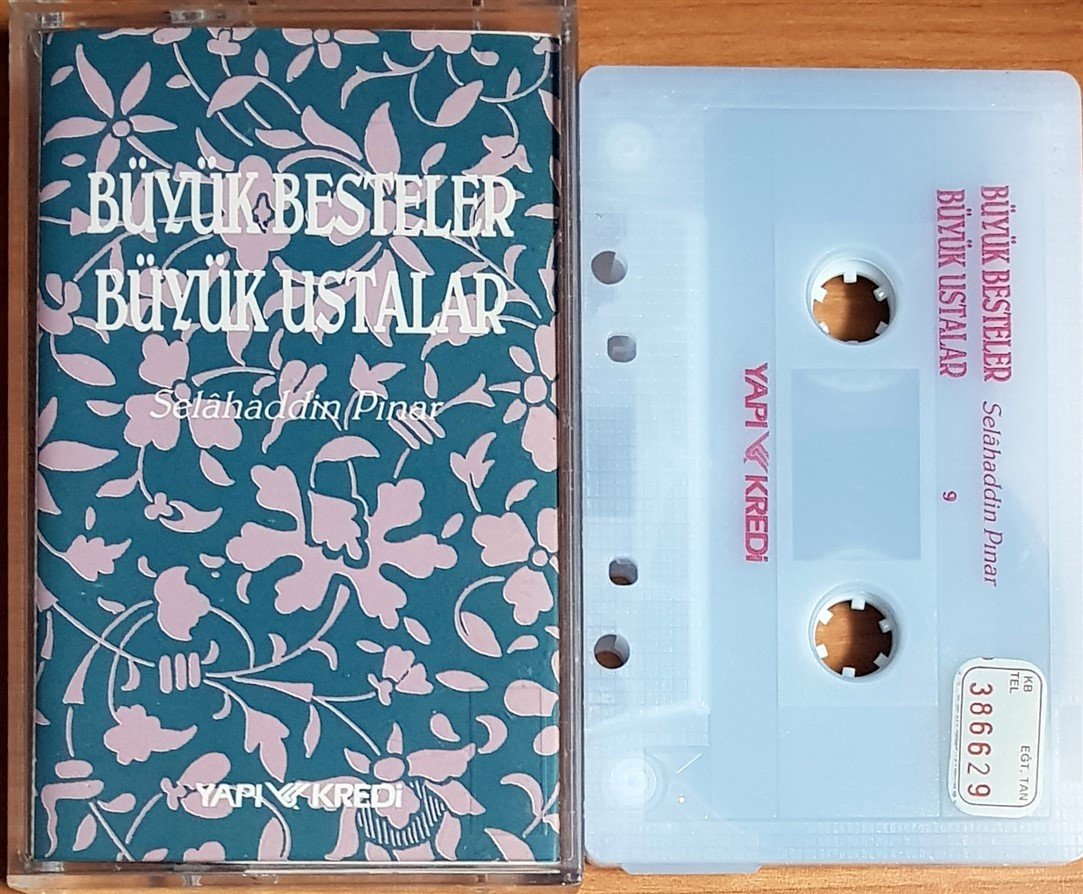 BÜYÜK BESTELER
BÜYÜK USTALAR
Selâhaddin Pınar
YAPI KREDİ
BÜYÜK BESTELER Selâhaddin Pınar
BÜYÜK USTALAR 9
YAPI KREDİ
KB EĞT. TAN
TEL
386629